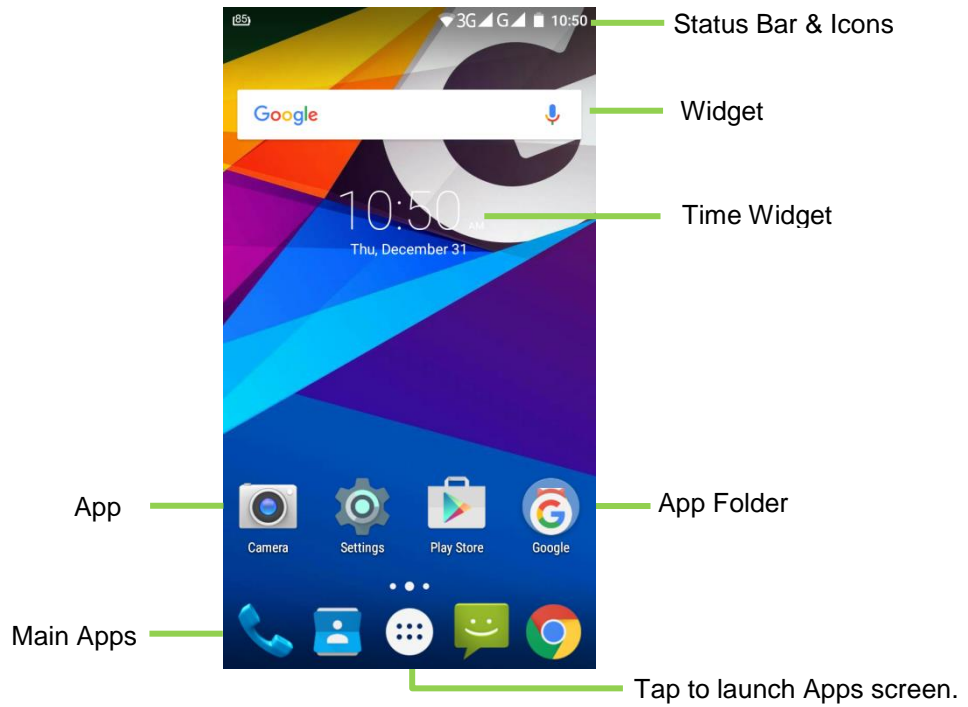 85
3G G 10:50
Status Bar & Icons
Google
Widget
10:50 AM
Time Widget
Thu, December 31
App
App Folder
Camera
Settings
Play Store
Google
Main Apps
Tap to launch Apps screen.